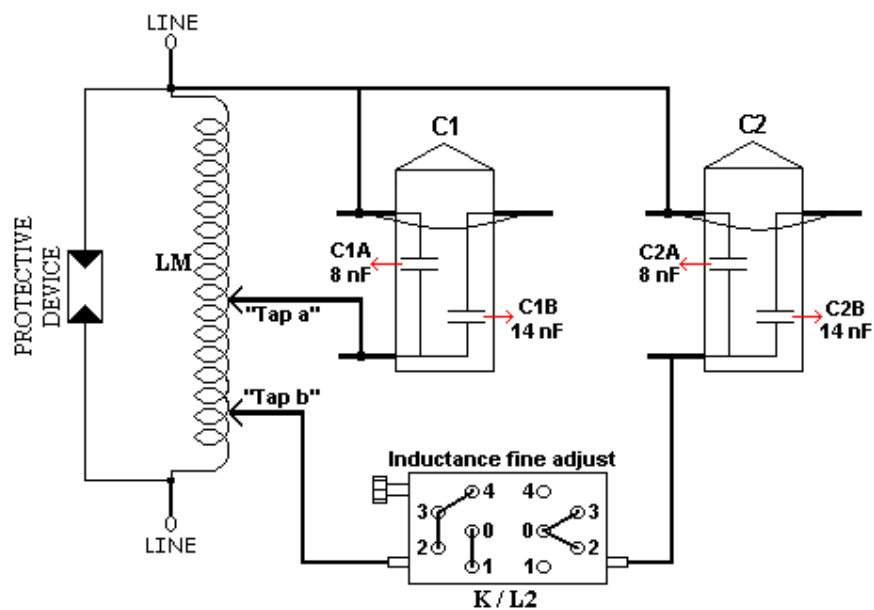 LINE
C1
C2
PROTECTIVE
DEVICE
LM
C1A
8 nF
C1B
14 nF
C2A
8 nF
C2B
14 nF
"Tap a"
"Tap b"
Inductance fine adjust
4 4
3 3
0 0
2 2
1 1
LINE
K / L2